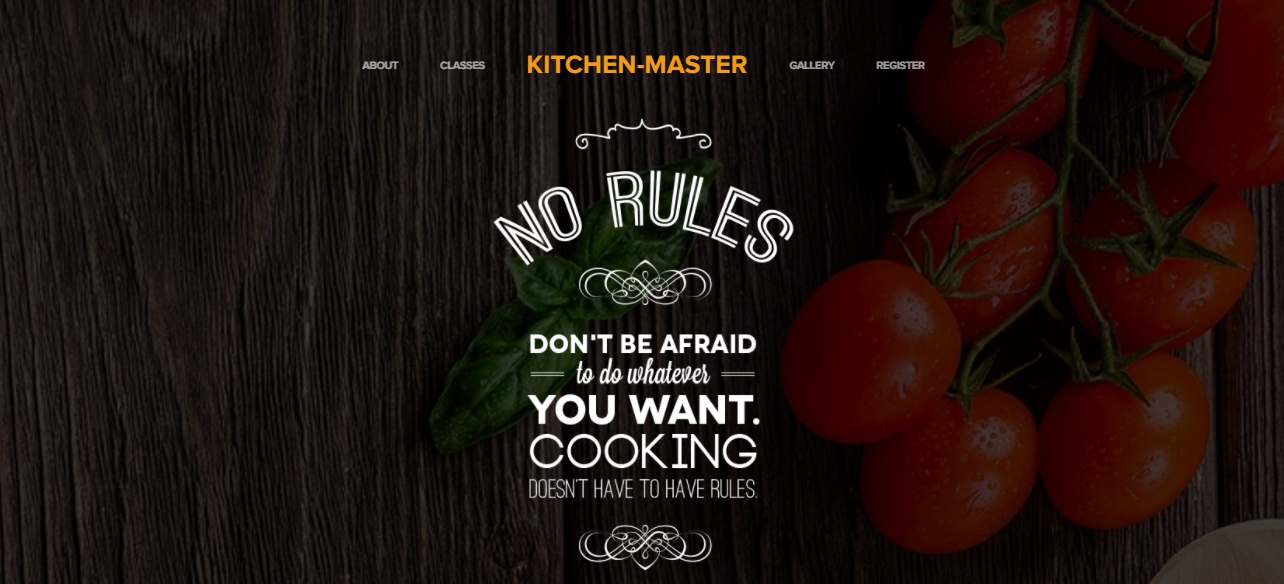 ABOUT CLASSES KITCHEN-MASTER GALLERY REGISTER
NO RULES
DON'T BE AFRAID
to do whatever
YOU WANT.
COOKING
DOESN'T HAVE TO HAVE RULES.